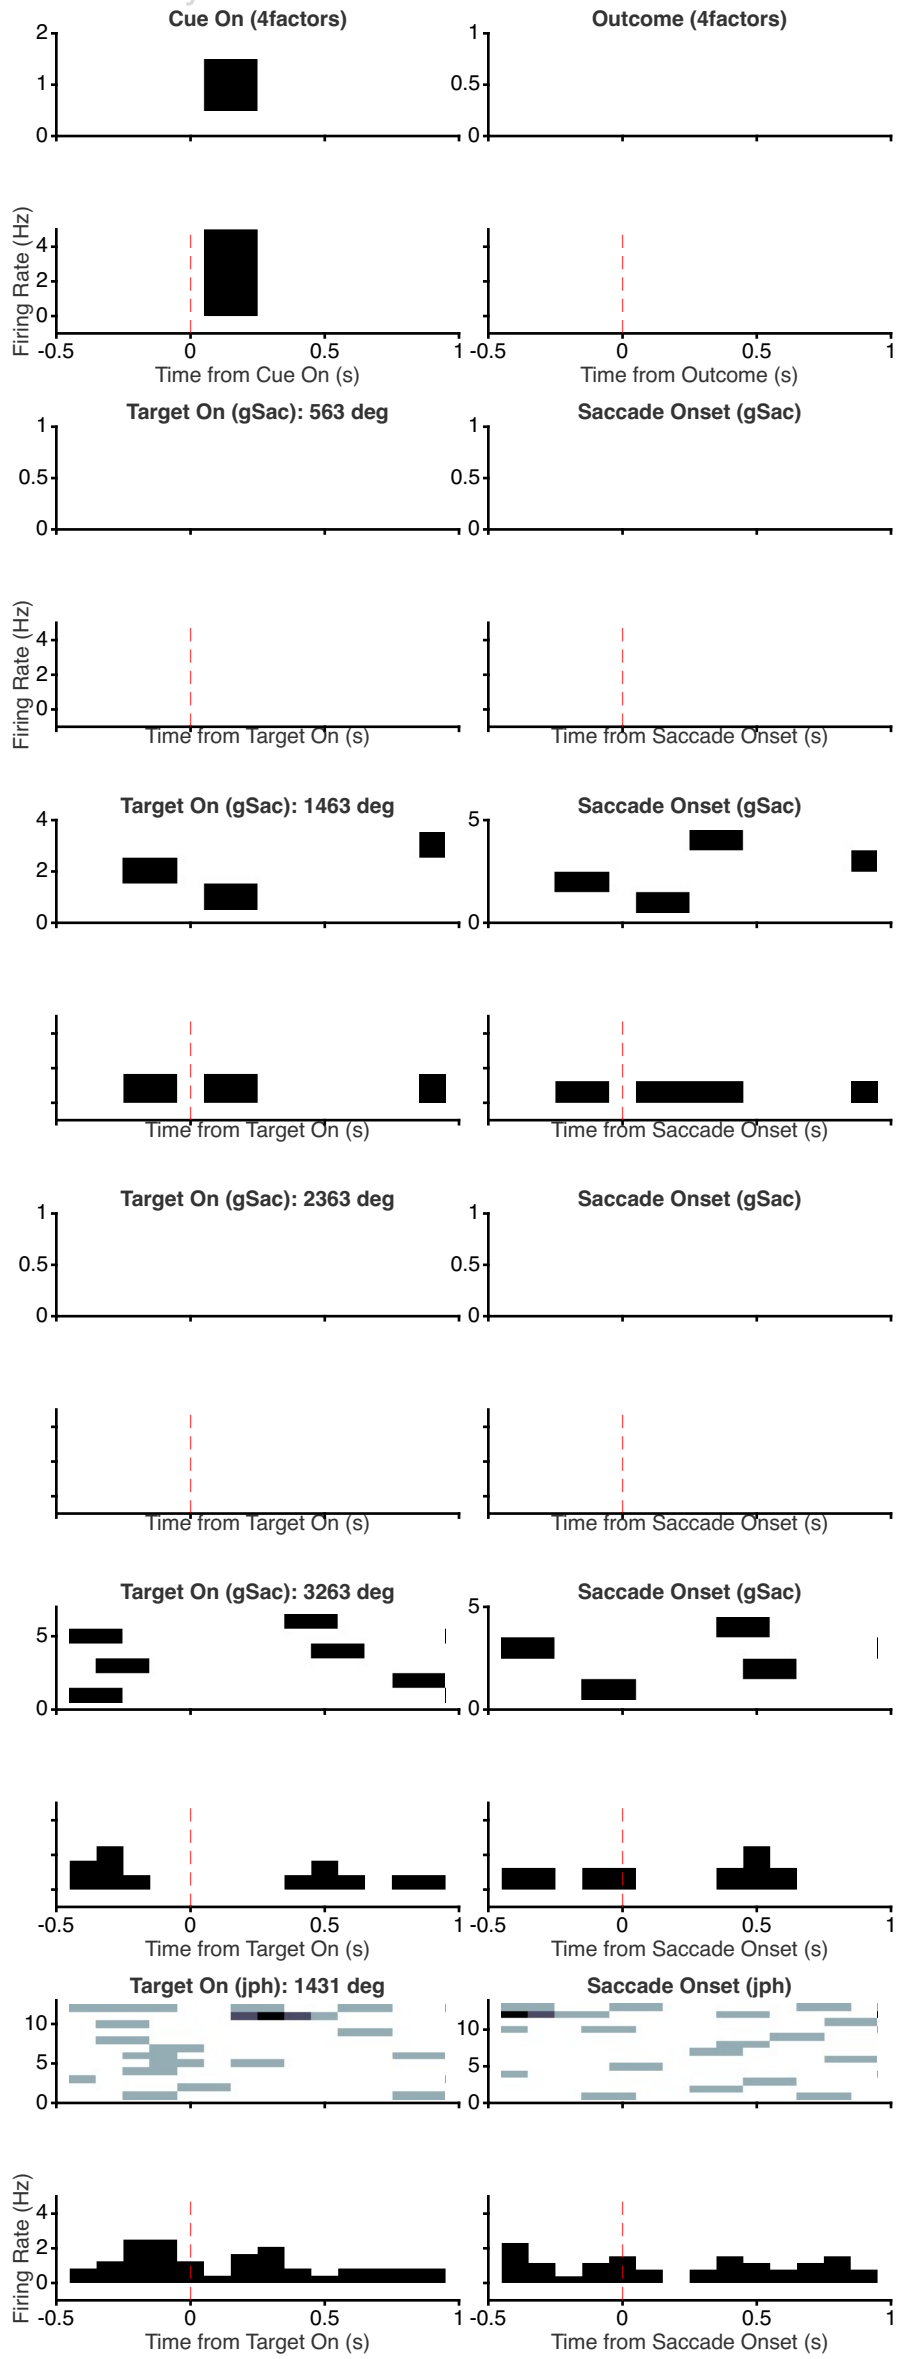 Cue On (4factors) Outcome (4factors)
2 1
1 0.5
0 0
Firing Rate (Hz)
4
2
0
-0.5 0 0.5 1 -0.5 0 0.5 1
Time from Cue On (s) Time from Outcome (s)
Target On (gSac): 563 deg Saccade Onset (gSac)
1 1
0.5 0.5
0 0
Firing Rate (Hz)
4
2
0
Time from Target On (s) Time from Saccade Onset (s)
Target On (gSac): 1463 deg Saccade Onset (gSac)
4 5
2
0 0
Time from Target On (s) Time from Saccade Onset (s)
Target On (gSac): 2363 deg Saccade Onset (gSac)
1 1
0.5 0.5
0 0
Time from Target On (s) Time from Saccade Onset (s)
Target On (gSac): 3263 deg Saccade Onset (gSac)
5 5
0 0
-0.5 0 0.5 1 -0.5 0 0.5 1
Time from Target On (s) Time from Saccade Onset (s)
Target On (jph): 1431 deg Saccade Onset (jph)
10 10
5 5
0 0
Firing Rate (Hz)
4
2
0
-0.5 0 0.5 1 -0.5 0 0.5 1
Time from Target On (s) Time from Saccade Onset (s)